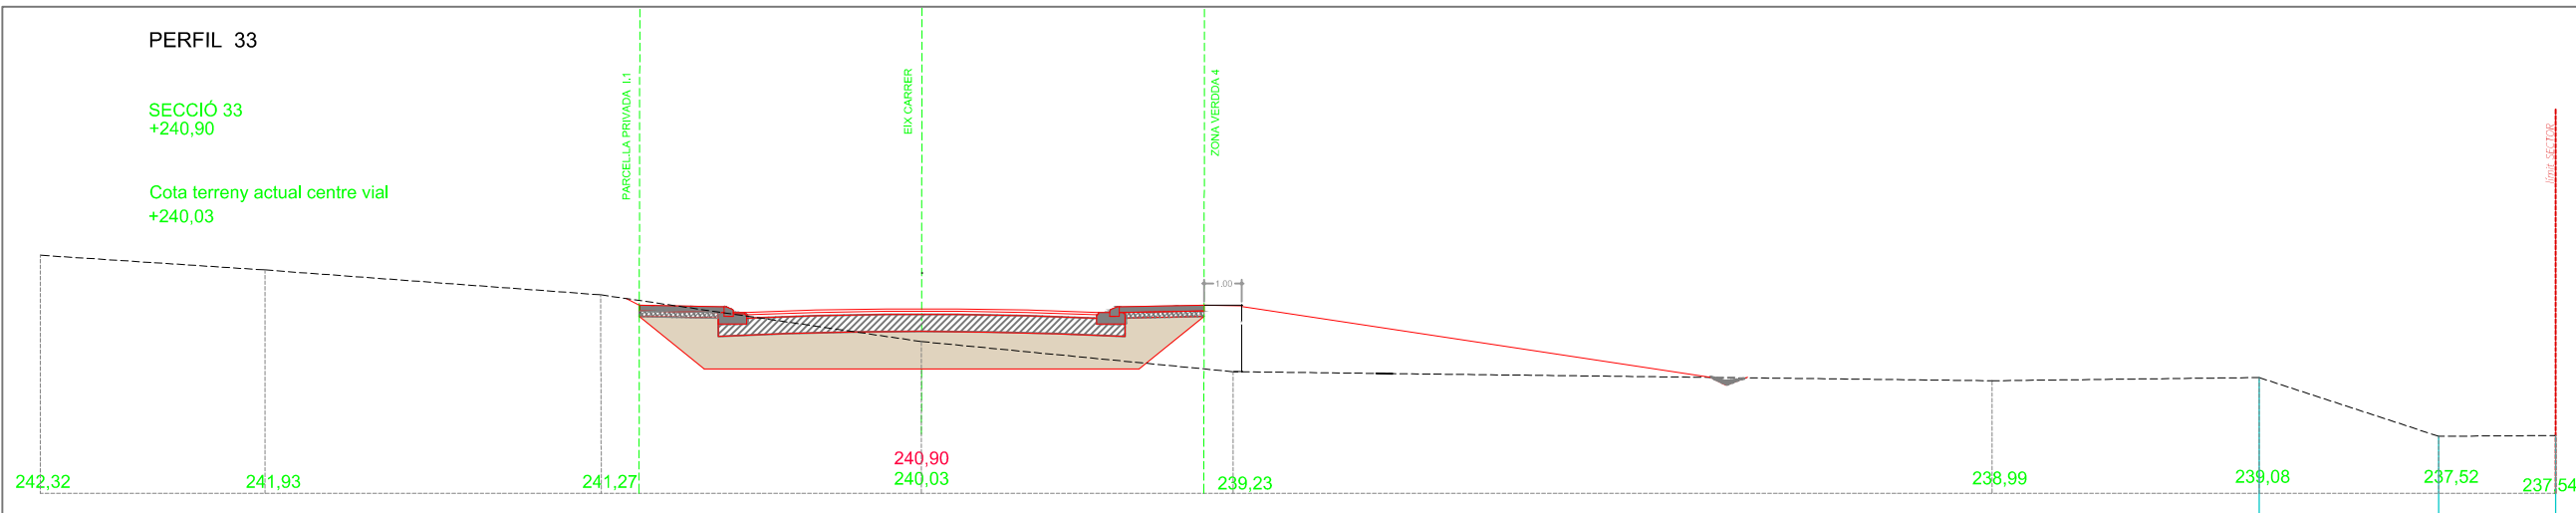 PERFIL 33
SECCIÓ 33
+240,90
Cota terreny actual centre vial
+240,03
PARCEL.LA PRIVADA I.1
EIX CARRER
ZONA VERDDA 4
límit SECTOR
1,00
240,90
242,32
241,93
241,27
240,03
239,23
238,99
239,08
237,52
237,54